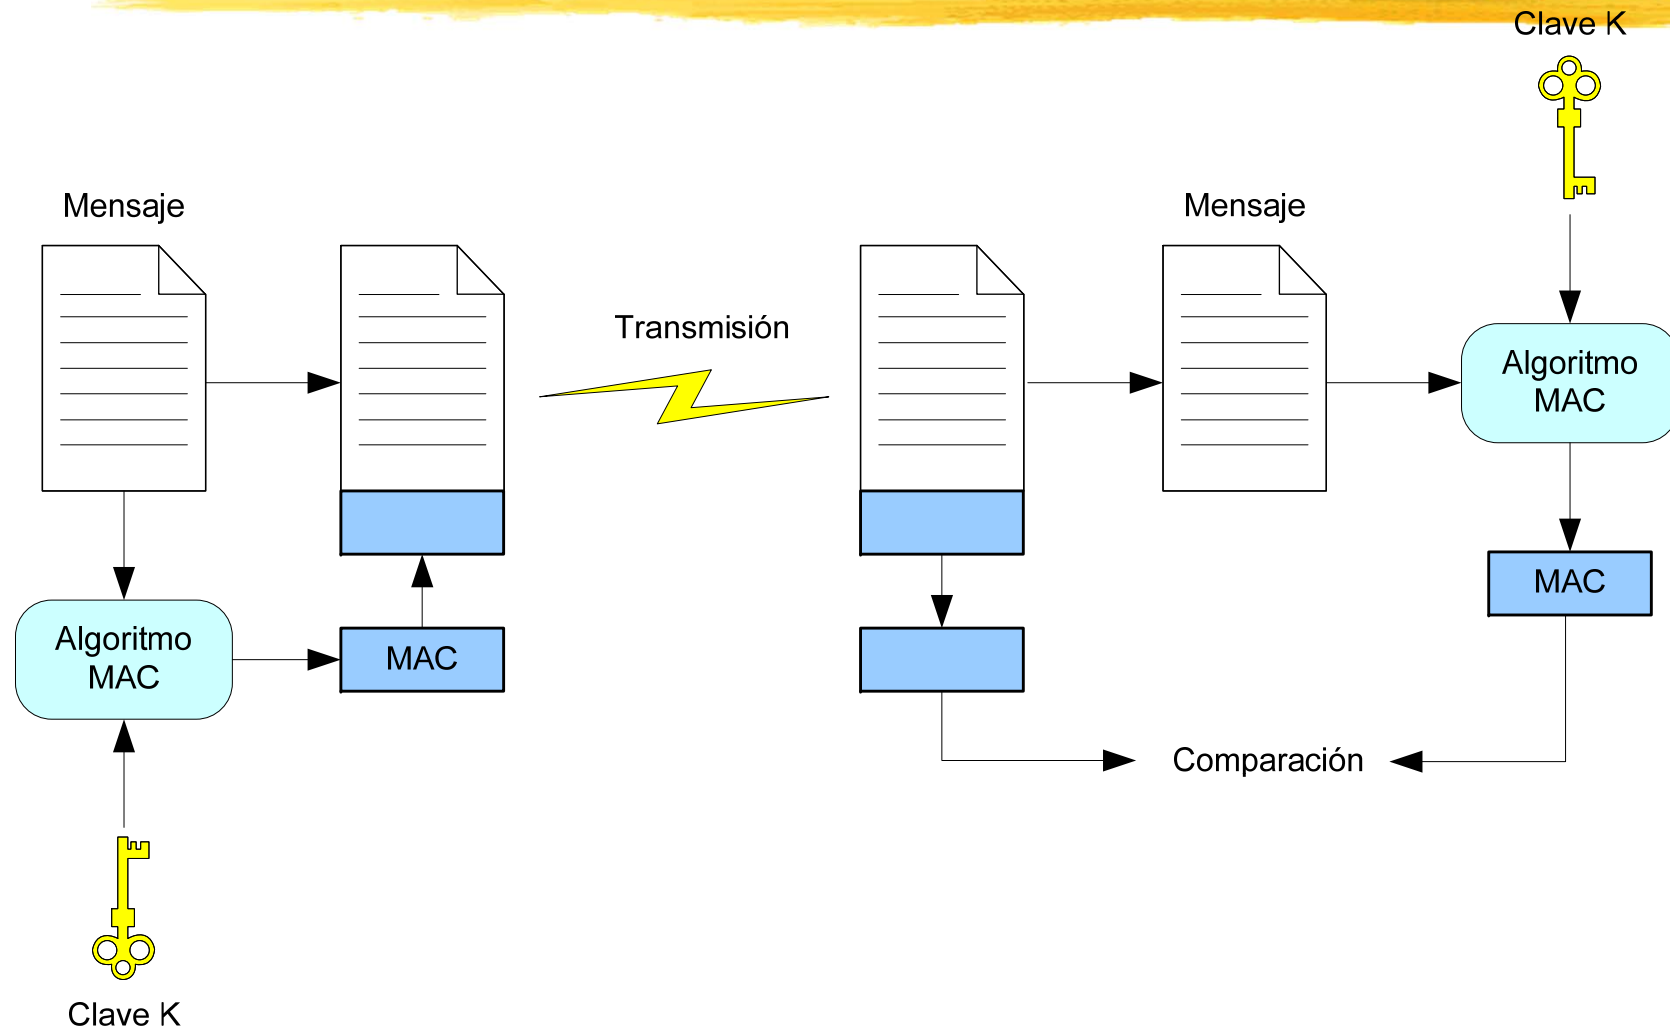 Clave K
Mensaje
Mensaje
Transmisión
Algoritmo
MAC
MAC
Algoritmo
MAC
MAC
Comparación
Clave K